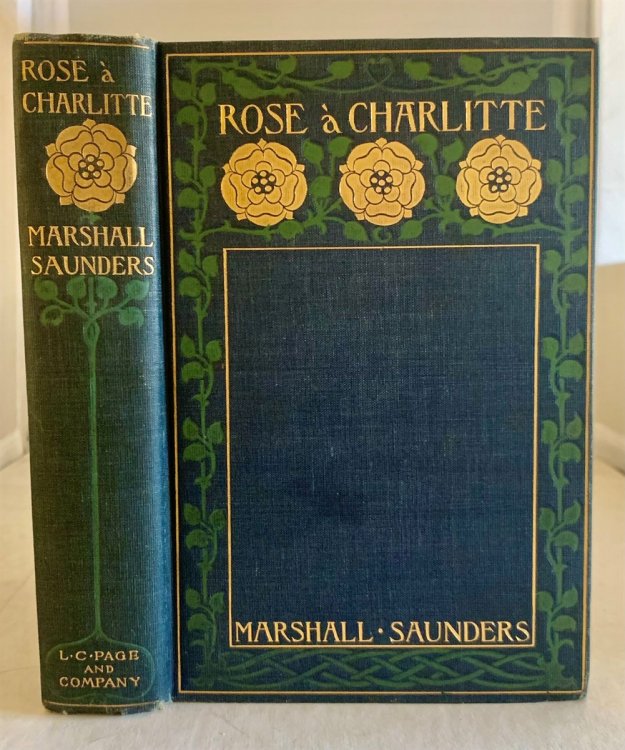 ROSE à
CHARLITTE
MARSHALL
SAUNDERS
L·C·PAGE
AND
COMPANY
ROSE à CHARLITTE
MARSHALL·SAUNDERS